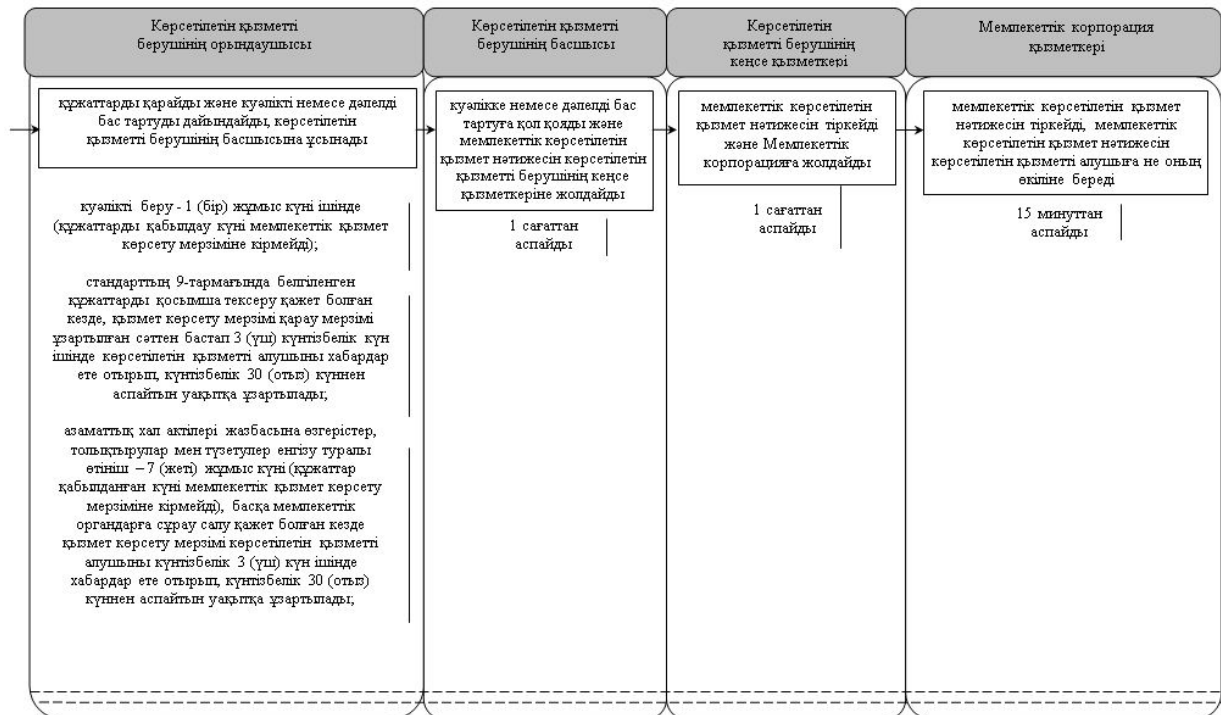 Көрсетілетін қызметті
берушінің орындаушысы
Көрсетілетін қызметті
берушінің басшысы
Көрсетілетін
қызметті берушінің
кеңсе қызметкері
Мемлекеттік корпорация
қызметкері
құжаттарды қарайды және куәлікті немесе дәлелді
бас тартуды дайындайды, көрсетілетін
қызметті берушінің басшысына ұсынады
куәлікті беру - 1 (бір) жұмыс күні ішінде
(құжаттарды қабылдау күні мемлекеттік қызмет
көрсету мерзіміне кірмейді);
стандарттың 9-тармағында белгіленген
құжаттарды қосымша тексеру қажет болған
кезде, қызмет көрсету мерзімі қарау мерзімі
ұзартылған сәттен бастап 3 (үш) күнтізбелік күн
ішінде көрсетілетін қызметті алушыны хабардар
ете отырып, күнтізбелік 30 (отыз) күннен
аспайтын уақытқа ұзартылады;
азаматтық хал актілері жазбасына өзгерістер,
толықтырулар мен түзетулер енгізу туралы
өтініш – 7 (жеті) жұмыс күні (құжаттар
қабылданған күні мемлекеттік қызмет көрсету
мерзіміне кірмейді), басқа мемлекеттік
органдарға сұрау салу қажет болған кезде
қызмет көрсету мерзімі көрсетілетін қызметті
алушыны күнтізбелік 3 (үш) күн ішінде
хабардар ете отырып, күнтізбелік 30 (отыз)
күннен аспайтын уақытқа ұзартылады;
куәлікке немесе дәлелді бас
тартуға қол қояды және
мемлекеттік көрсетілетін
қызмет нәтижесін көрсетілетін
қызметті берушінің кеңсе
қызметкеріне жолдайды
1 сағаттан
аспайды
мемлекеттік көрсетілетін
қызмет нәтижесін тіркейді
және Мемлекеттік
корпорацияға жолдайды
1 сағаттан
аспайды
мемлекеттік көрсетілетін қызмет
нәтижесін тіркейді, мемлекеттік
көрсетілетін қызмет нәтижесін
көрсетілетін қызметті алушыға не оның
өкіліне береді
15 минуттан
аспайды